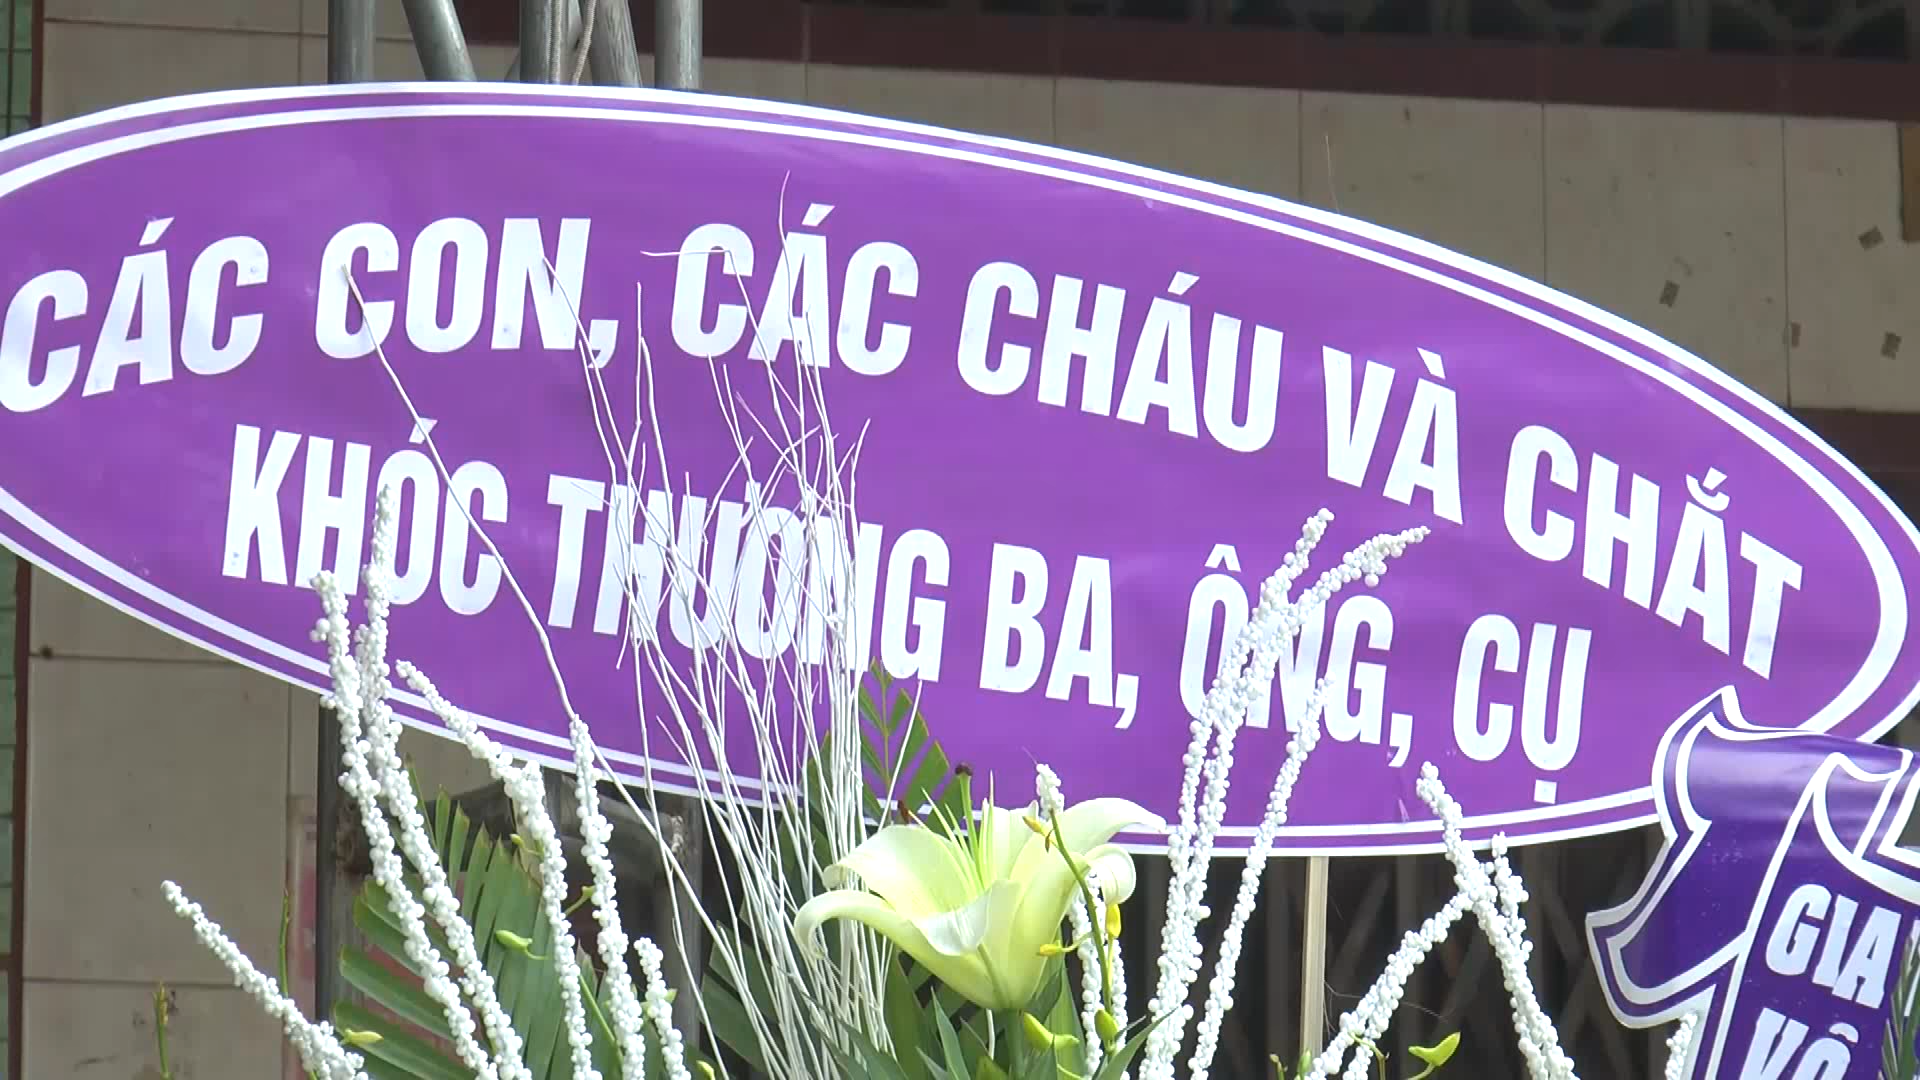 CÁC CON, CÁC CHÁU VÀ CHẮT
KHÓC THƯƠNG BA, ÔNG, CỤ
GIA
VÔ